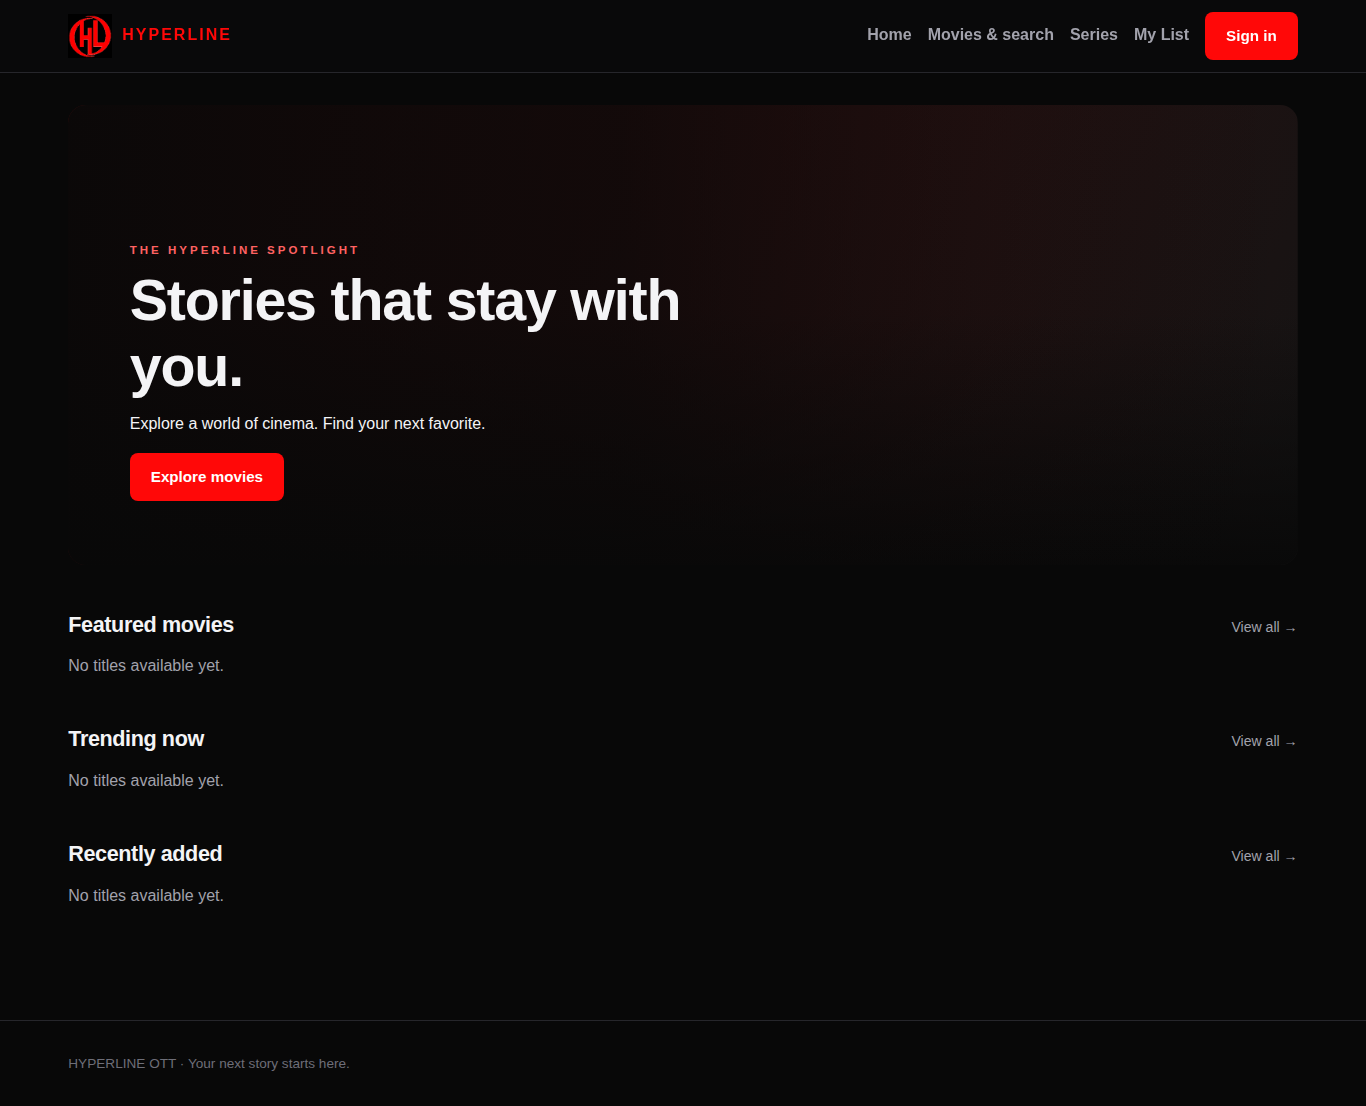 HL HYPERLINE
Home Movies & search Series My List Sign in
THE HYPERLINE SPOTLIGHT
Stories that stay with
you.
Explore a world of cinema. Find your next favorite.
Explore movies
Featured movies
View all →
No titles available yet.
Trending now
View all →
No titles available yet.
Recently added
View all →
No titles available yet.
HYPERLINE OTT · Your next story starts here.